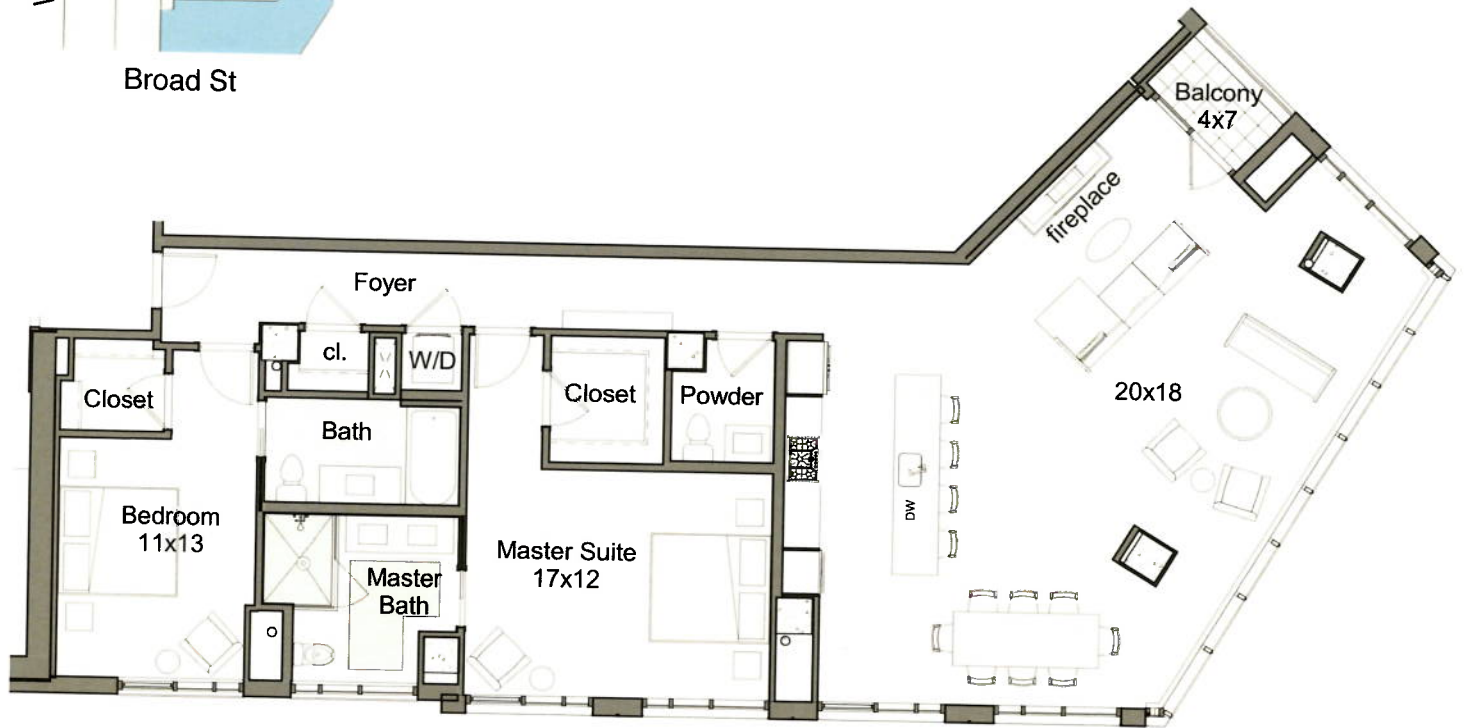 Broad St
Balcony
4x7
fireplace
Foyer
cl.
W/D
Closet
Closet
Powder
20x18
Bath
DW
Bedroom
11x13
Master Suite
17x12
Master
Bath